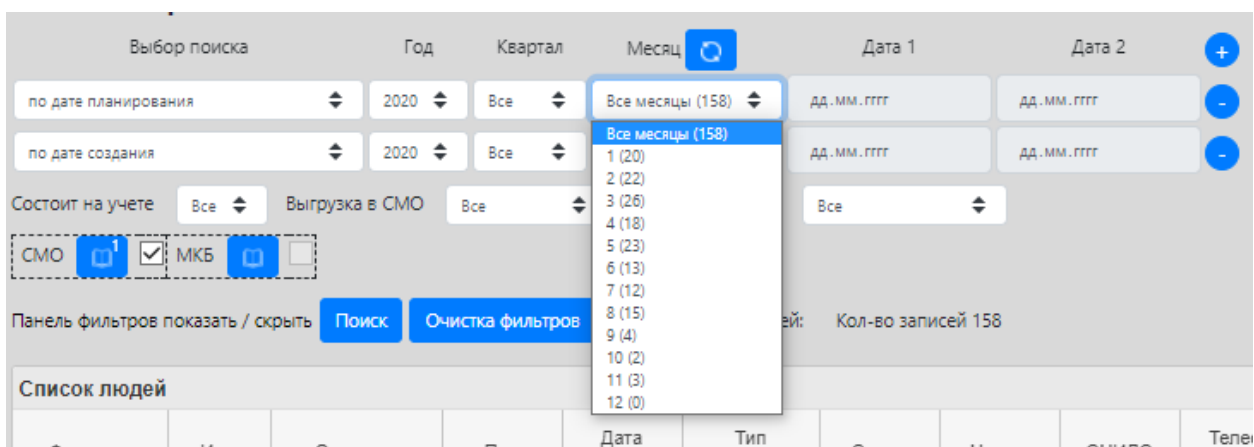 Выбор поиска Год Квартал Месяц Дата 1 Дата 2 +
по дате планирования 2020 Все Все месяцы (158) дд.мм.гггг дд.мм.гггг -
Все месяцы (158)
по дате создания 2020 Все дд.мм.гггг дд.мм.гггг -
1 (20)
2 (22)
3 (26)
4 (18)
5 (23)
6 (13)
7 (12)
8 (15)
9 (4)
10 (2)
11 (3)
12 (0)
Состоит на учете Все Выгрузка в СМО Все Все
СМО 1 МКБ
Панель фильтров показать / скрыть Поиск Очистка фильтров ей: Кол-во записей 158
Список людей
Дата Тип